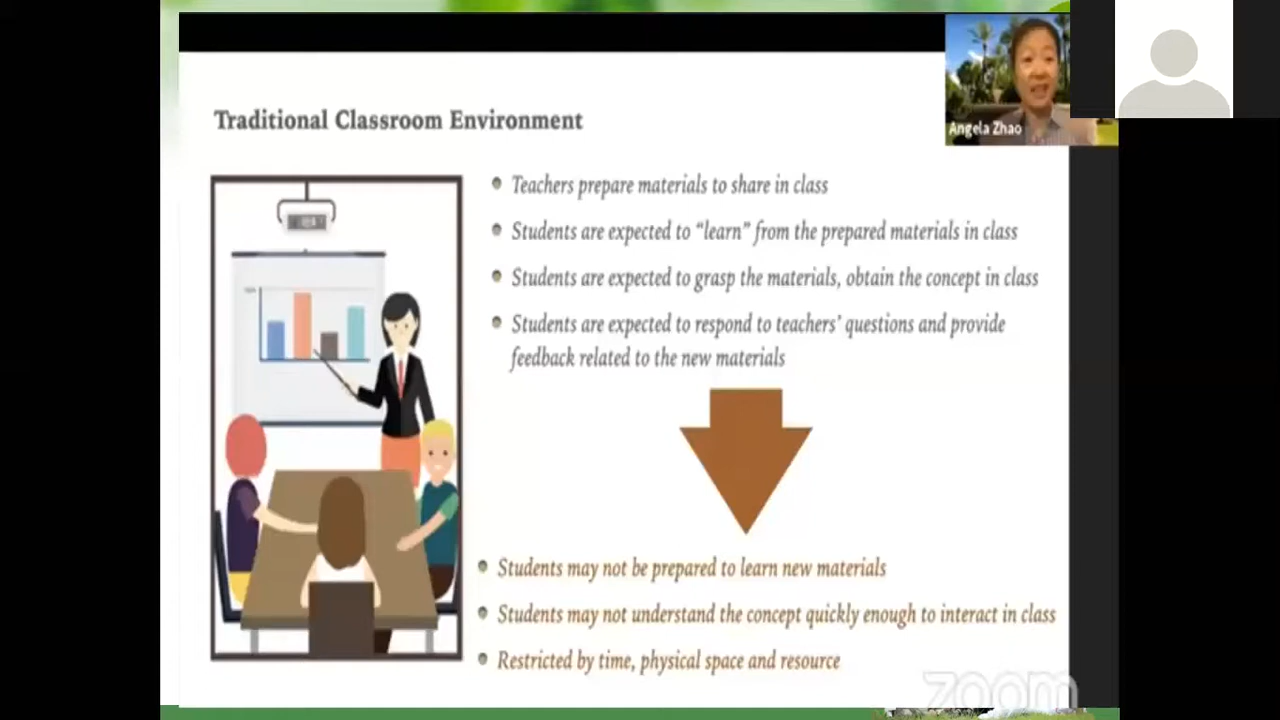 Traditional Classroom Environment
Angela Zhao
Teachers prepare materials to share in class
Students are expected to “learn” from the prepared materials in class
Students are expected to grasp the materials, obtain the concept in class
Students are expected to respond to teachers’ questions and provide
feedback related to the new materials
Students may not be prepared to learn new materials
Students may not understand the concept quickly enough to interact in class
Restricted by time, physical space and resource
zoom